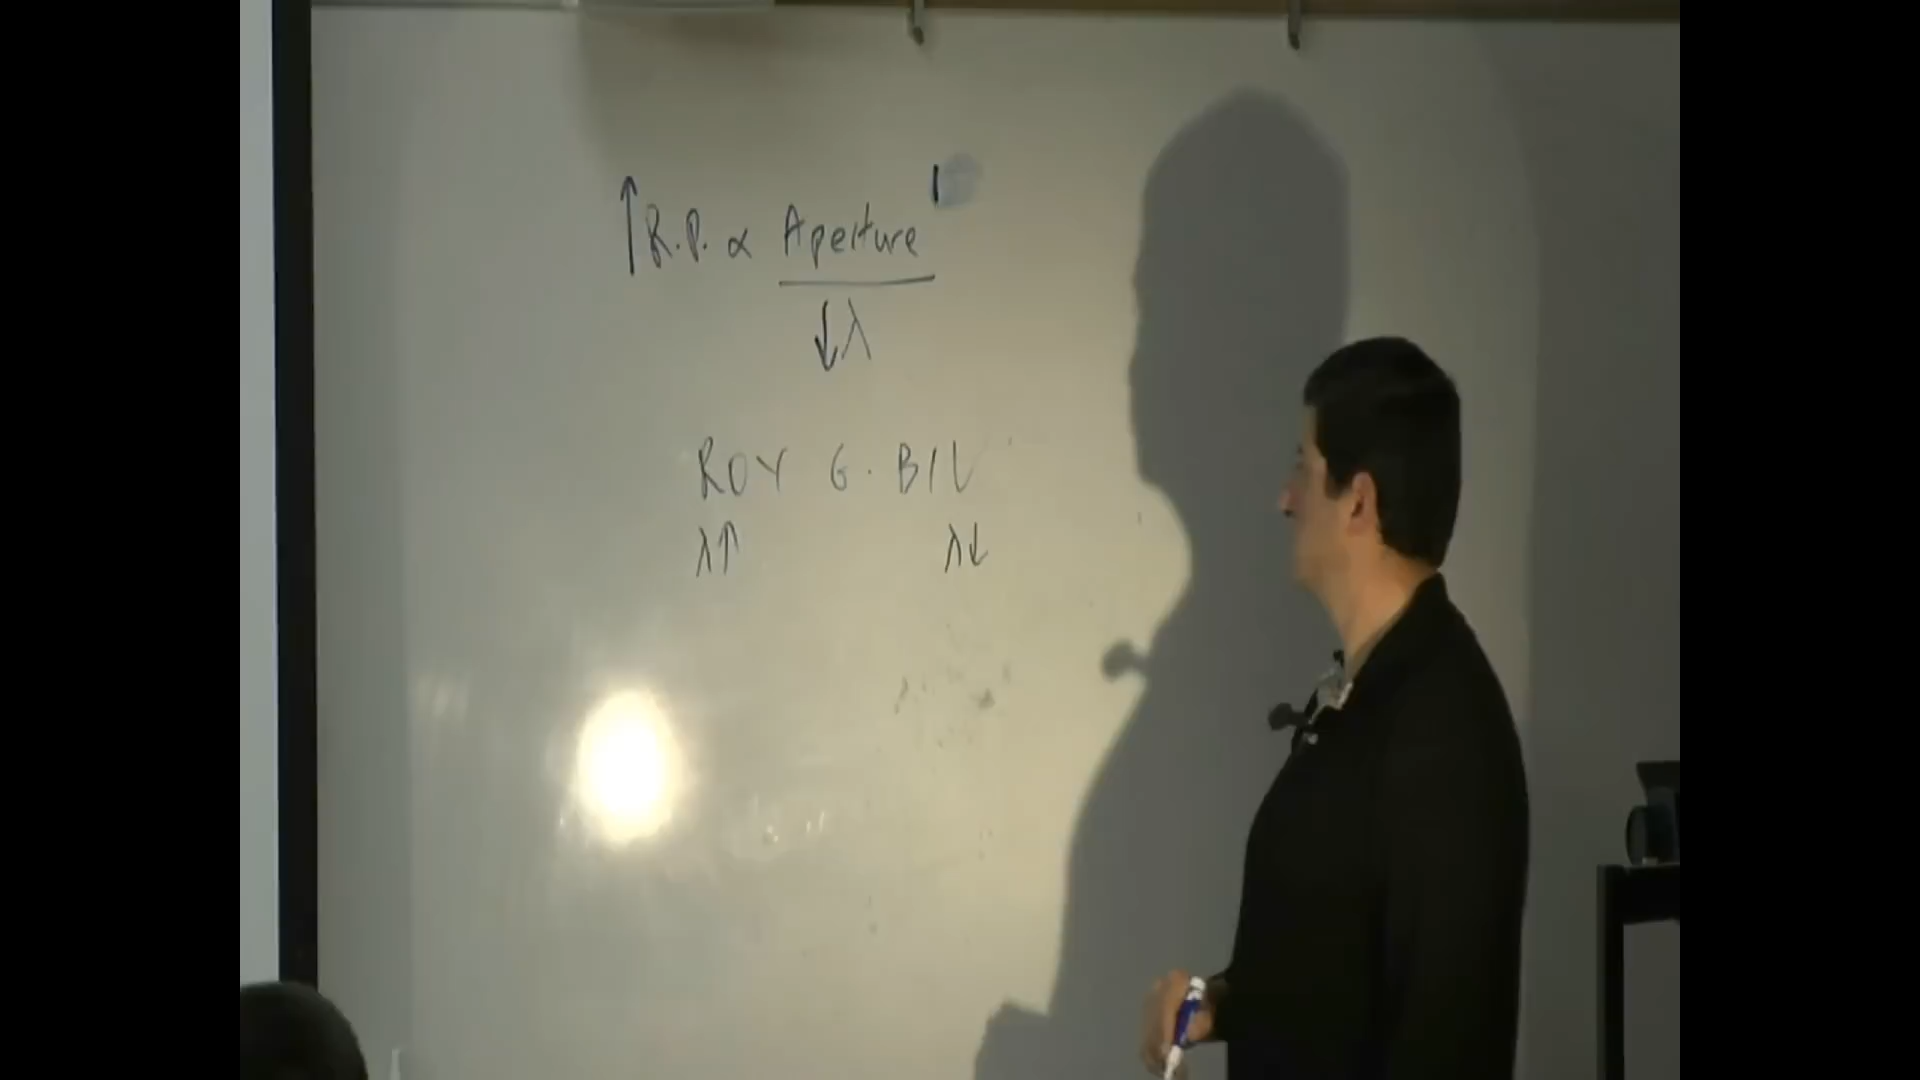 ↑R.P. ∝ Aperture
↓λ
ROY G. BIV
λ↑ λ↓